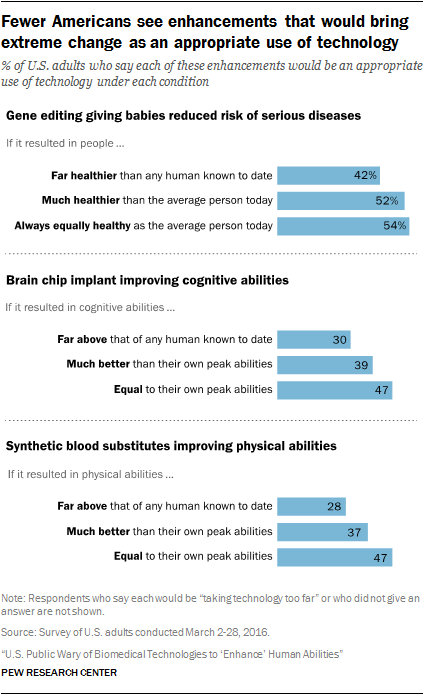 Fewer Americans see enhancements that would bring
extreme change as an appropriate use of technology
% of U.S. adults who say each of these enhancements would be an appropriate
use of technology under each condition
Gene editing giving babies reduced risk of serious diseases
If it resulted in people ...
Far healthier than any human known to date 42%
Much healthier than the average person today 52%
Always equally healthy as the average person today 54%
Brain chip implant improving cognitive abilities
If it resulted in cognitive abilities ...
Far above that of any human known to date 30
Much better than their own peak abilities 39
Equal to their own peak abilities 47
Synthetic blood substitutes improving physical abilities
If it resulted in physical abilities ...
Far above that of any human known to date 28
Much better than their own peak abilities 37
Equal to their own peak abilities 47
Note: Respondents who say each would be “taking technology too far” or who did not give an
answer are not shown.
Source: Survey of U.S. adults conducted March 2-28, 2016.
“U.S. Public Wary of Biomedical Technologies to ‘Enhance’ Human Abilities”
PEW RESEARCH CENTER